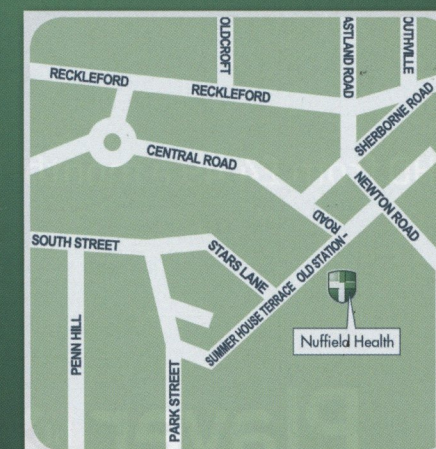 OLDCROFT
ASTLAND ROAD
OUTHVILLE
RECKLEFORD
RECKLEFORD
SHERBORNE ROAD
CENTRAL ROAD
NEWTON ROAD
SOUTH STREET
STARS LANE
SUMMER HOUSE TERRACE OLD STATION -
ROAD
PENN HILL
PARK STREET
Nuffield Health